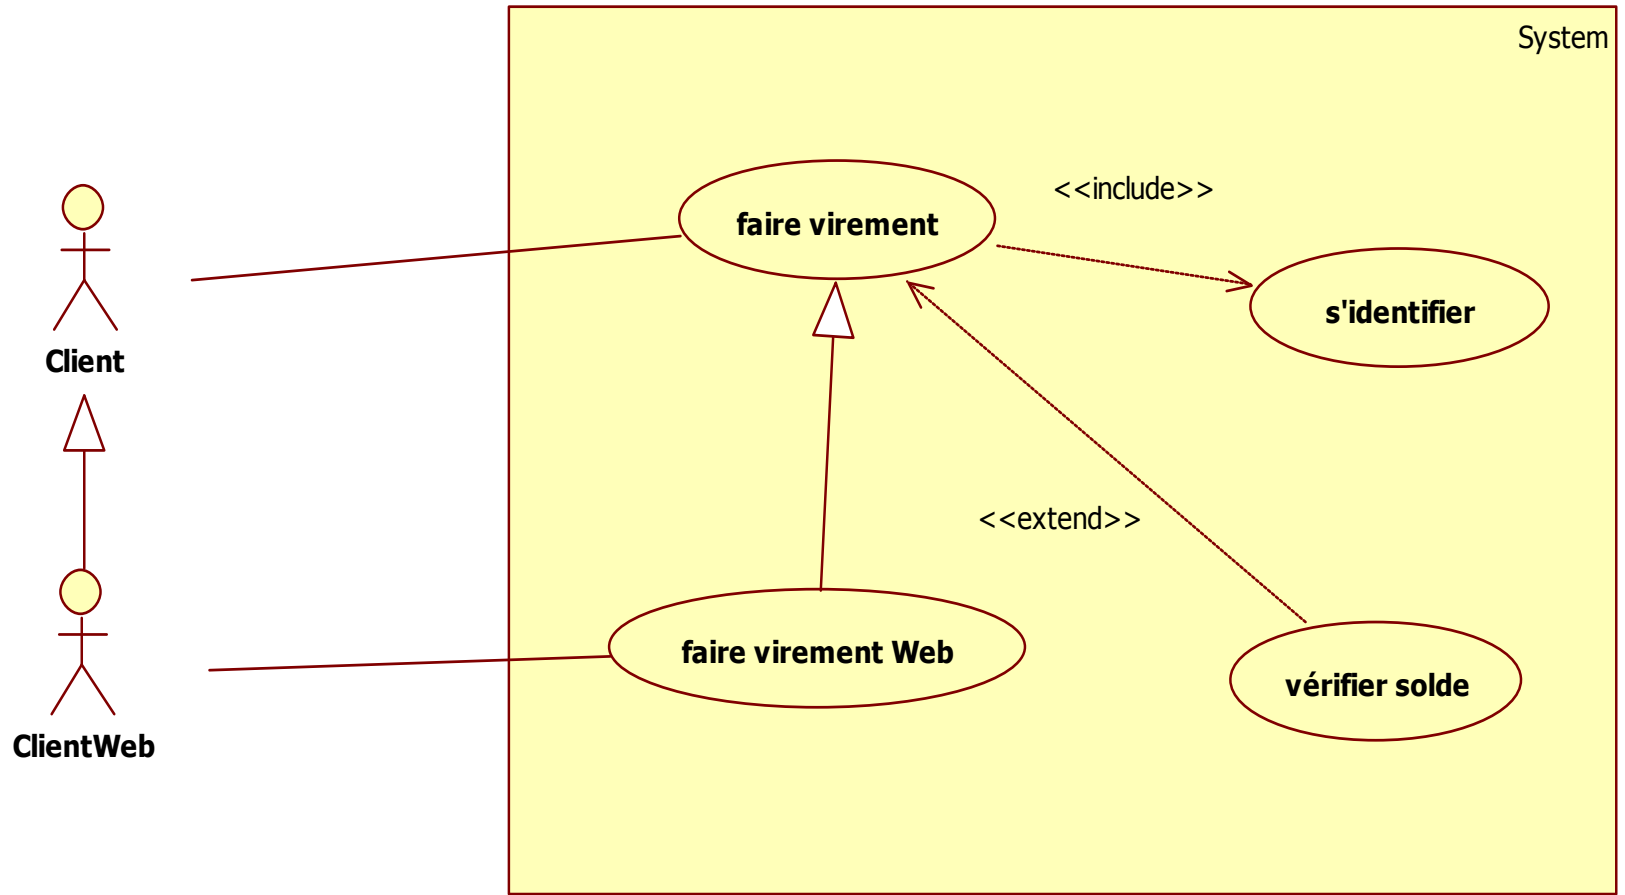 System
<<include>>
faire virement
s'identifier
Client
<<extend>>
faire virement Web
vérifier solde
ClientWeb